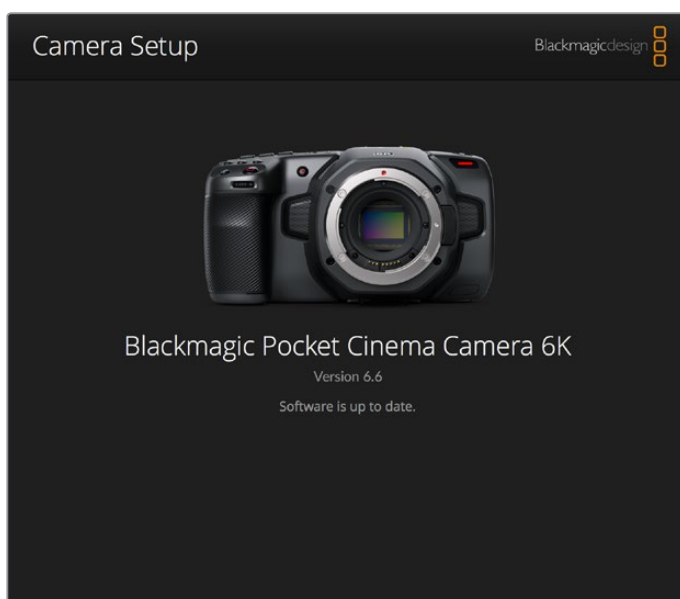 Camera Setup
Blackmagicdesign
Blackmagic Pocket Cinema Camera 6K
Version 6.6
Software is up to date.